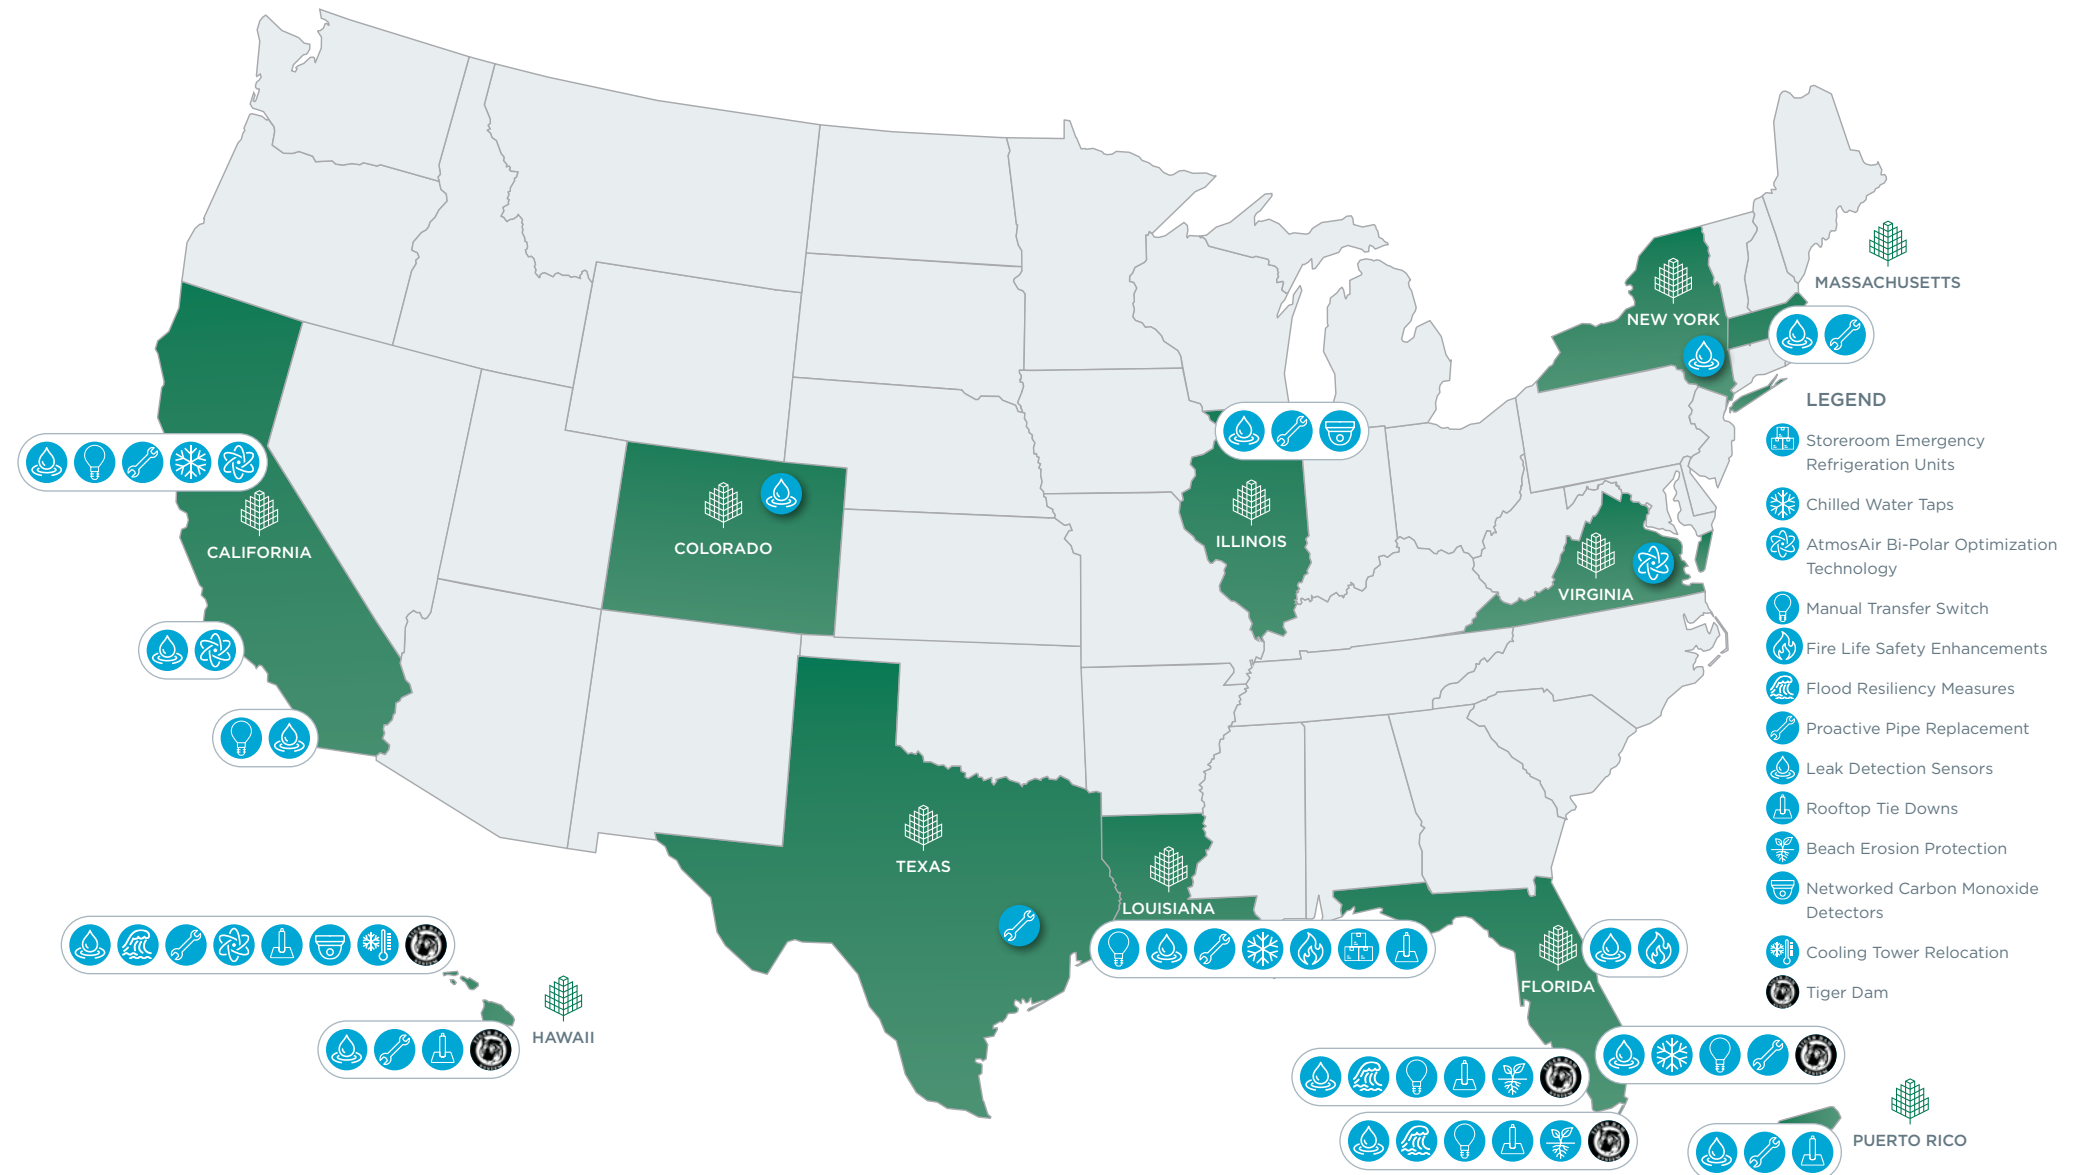 MASSACHUSETTS
NEW YORK
LEGEND
Storeroom Emergency
Refrigeration Units
Chilled Water Taps
AtmosAir Bi-Polar Optimization
Technology
Manual Transfer Switch
Fire Life Safety Enhancements
Flood Resiliency Measures
Proactive Pipe Replacement
Leak Detection Sensors
Rooftop Tie Downs
Beach Erosion Protection
Networked Carbon Monoxide
Detectors
Cooling Tower Relocation
Tiger Dam
CALIFORNIA
COLORADO
ILLINOIS
VIRGINIA
TEXAS
LOUISIANA
FLORIDA
HAWAII
PUERTO RICO